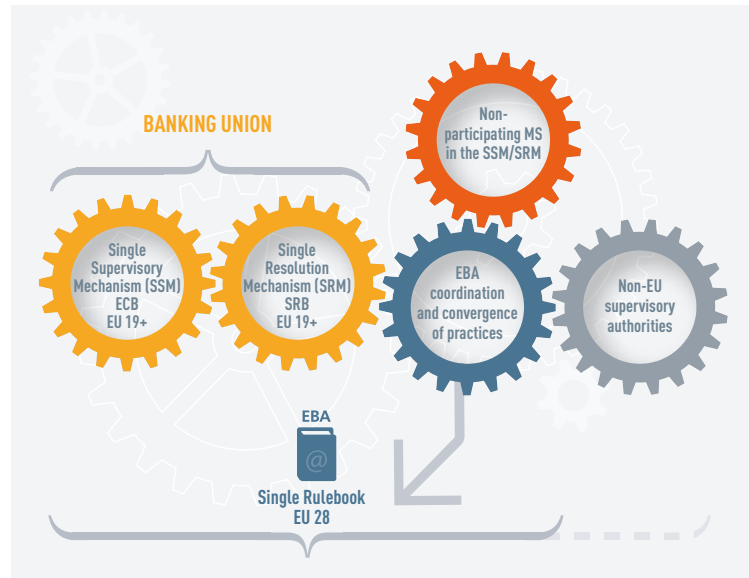 BANKING UNION
Non-
participating MS
in the SSM/SRM
Single
Supervisory
Mechanism (SSM)
ECB
EU 19+
Single
Resolution
Mechanism (SRM)
SRB
EU 19+
EBA
coordination
and convergence
of practices
Non-EU
supervisory
authorities
EBA
@
Single Rulebook
EU 28